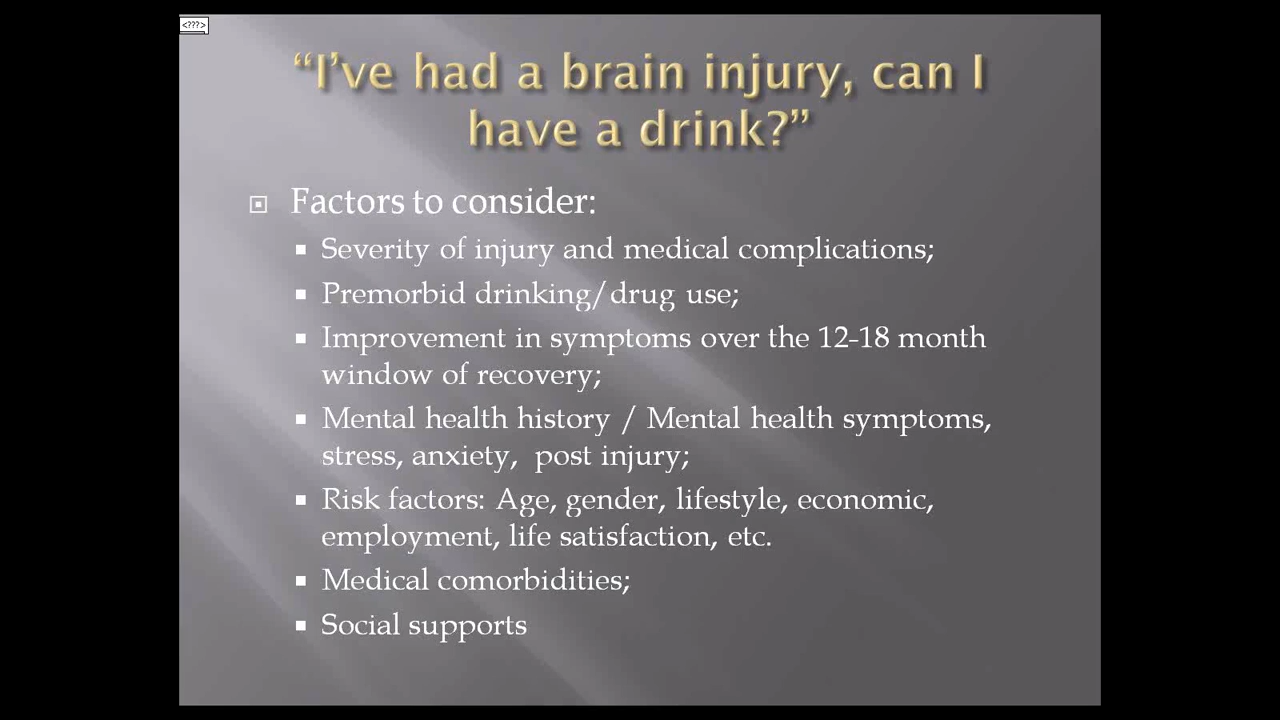 <???>
“I’ve had a brain injury, can I
have a drink?”
Factors to consider:
Severity of injury and medical complications;
Premorbid drinking/drug use;
Improvement in symptoms over the 12-18 month
window of recovery;
Mental health history / Mental health symptoms,
stress, anxiety,  post injury;
Risk factors: Age, gender, lifestyle, economic,
employment, life satisfaction, etc.
Medical comorbidities;
Social supports